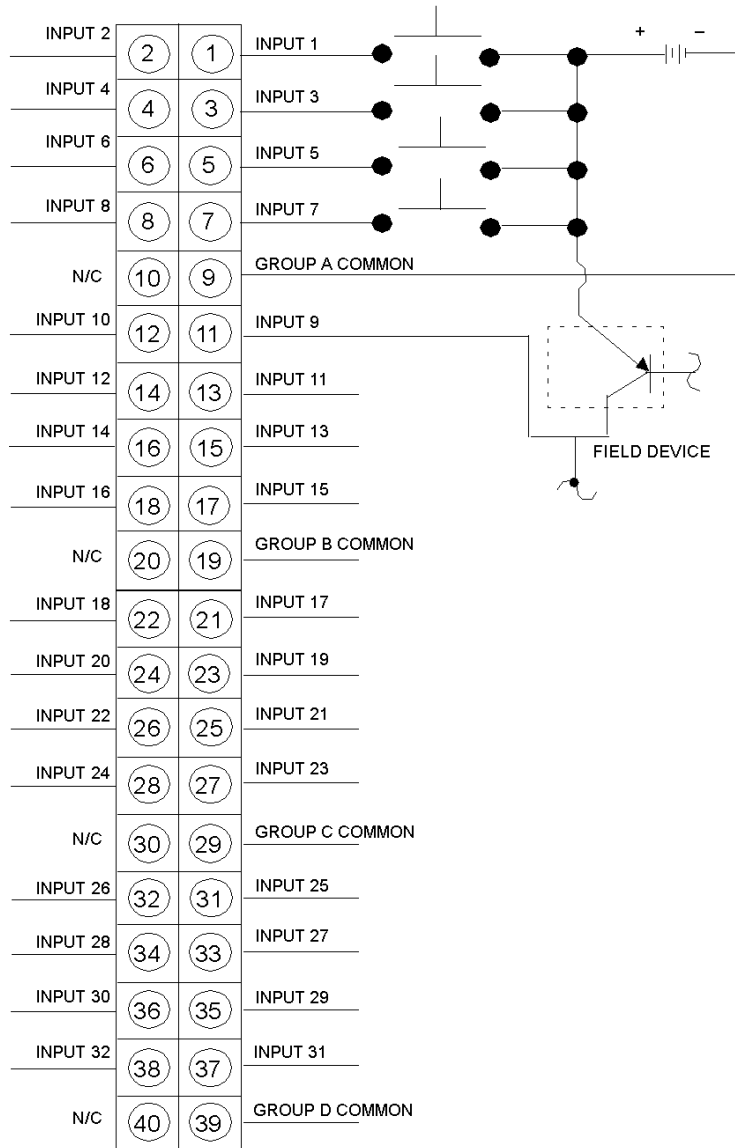 INPUT 2 2 1 INPUT 1 + −
INPUT 4 4 3 INPUT 3
INPUT 6 6 5 INPUT 5
INPUT 8 8 7 INPUT 7
N/C 10 9 GROUP A COMMON
INPUT 10 12 11 INPUT 9
INPUT 12 14 13 INPUT 11
INPUT 14 16 15 INPUT 13
FIELD DEVICE
INPUT 16 18 17 INPUT 15
N/C 20 19 GROUP B COMMON
INPUT 18 22 21 INPUT 17
INPUT 20 24 23 INPUT 19
INPUT 22 26 25 INPUT 21
INPUT 24 28 27 INPUT 23
N/C 30 29 GROUP C COMMON
INPUT 26 32 31 INPUT 25
INPUT 28 34 33 INPUT 27
INPUT 30 36 35 INPUT 29
INPUT 32 38 37 INPUT 31
N/C 40 39 GROUP D COMMON